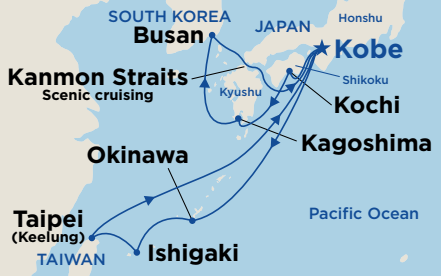 SOUTH KOREA
Honshu
JAPAN
Busan
Kobe
Kanmon Straits
Scenic cruising
Shikoku
Kyushu
Kochi
Kagoshima
Okinawa
Pacific Ocean
Taipei
(Keelung)
Ishigaki
TAIWAN